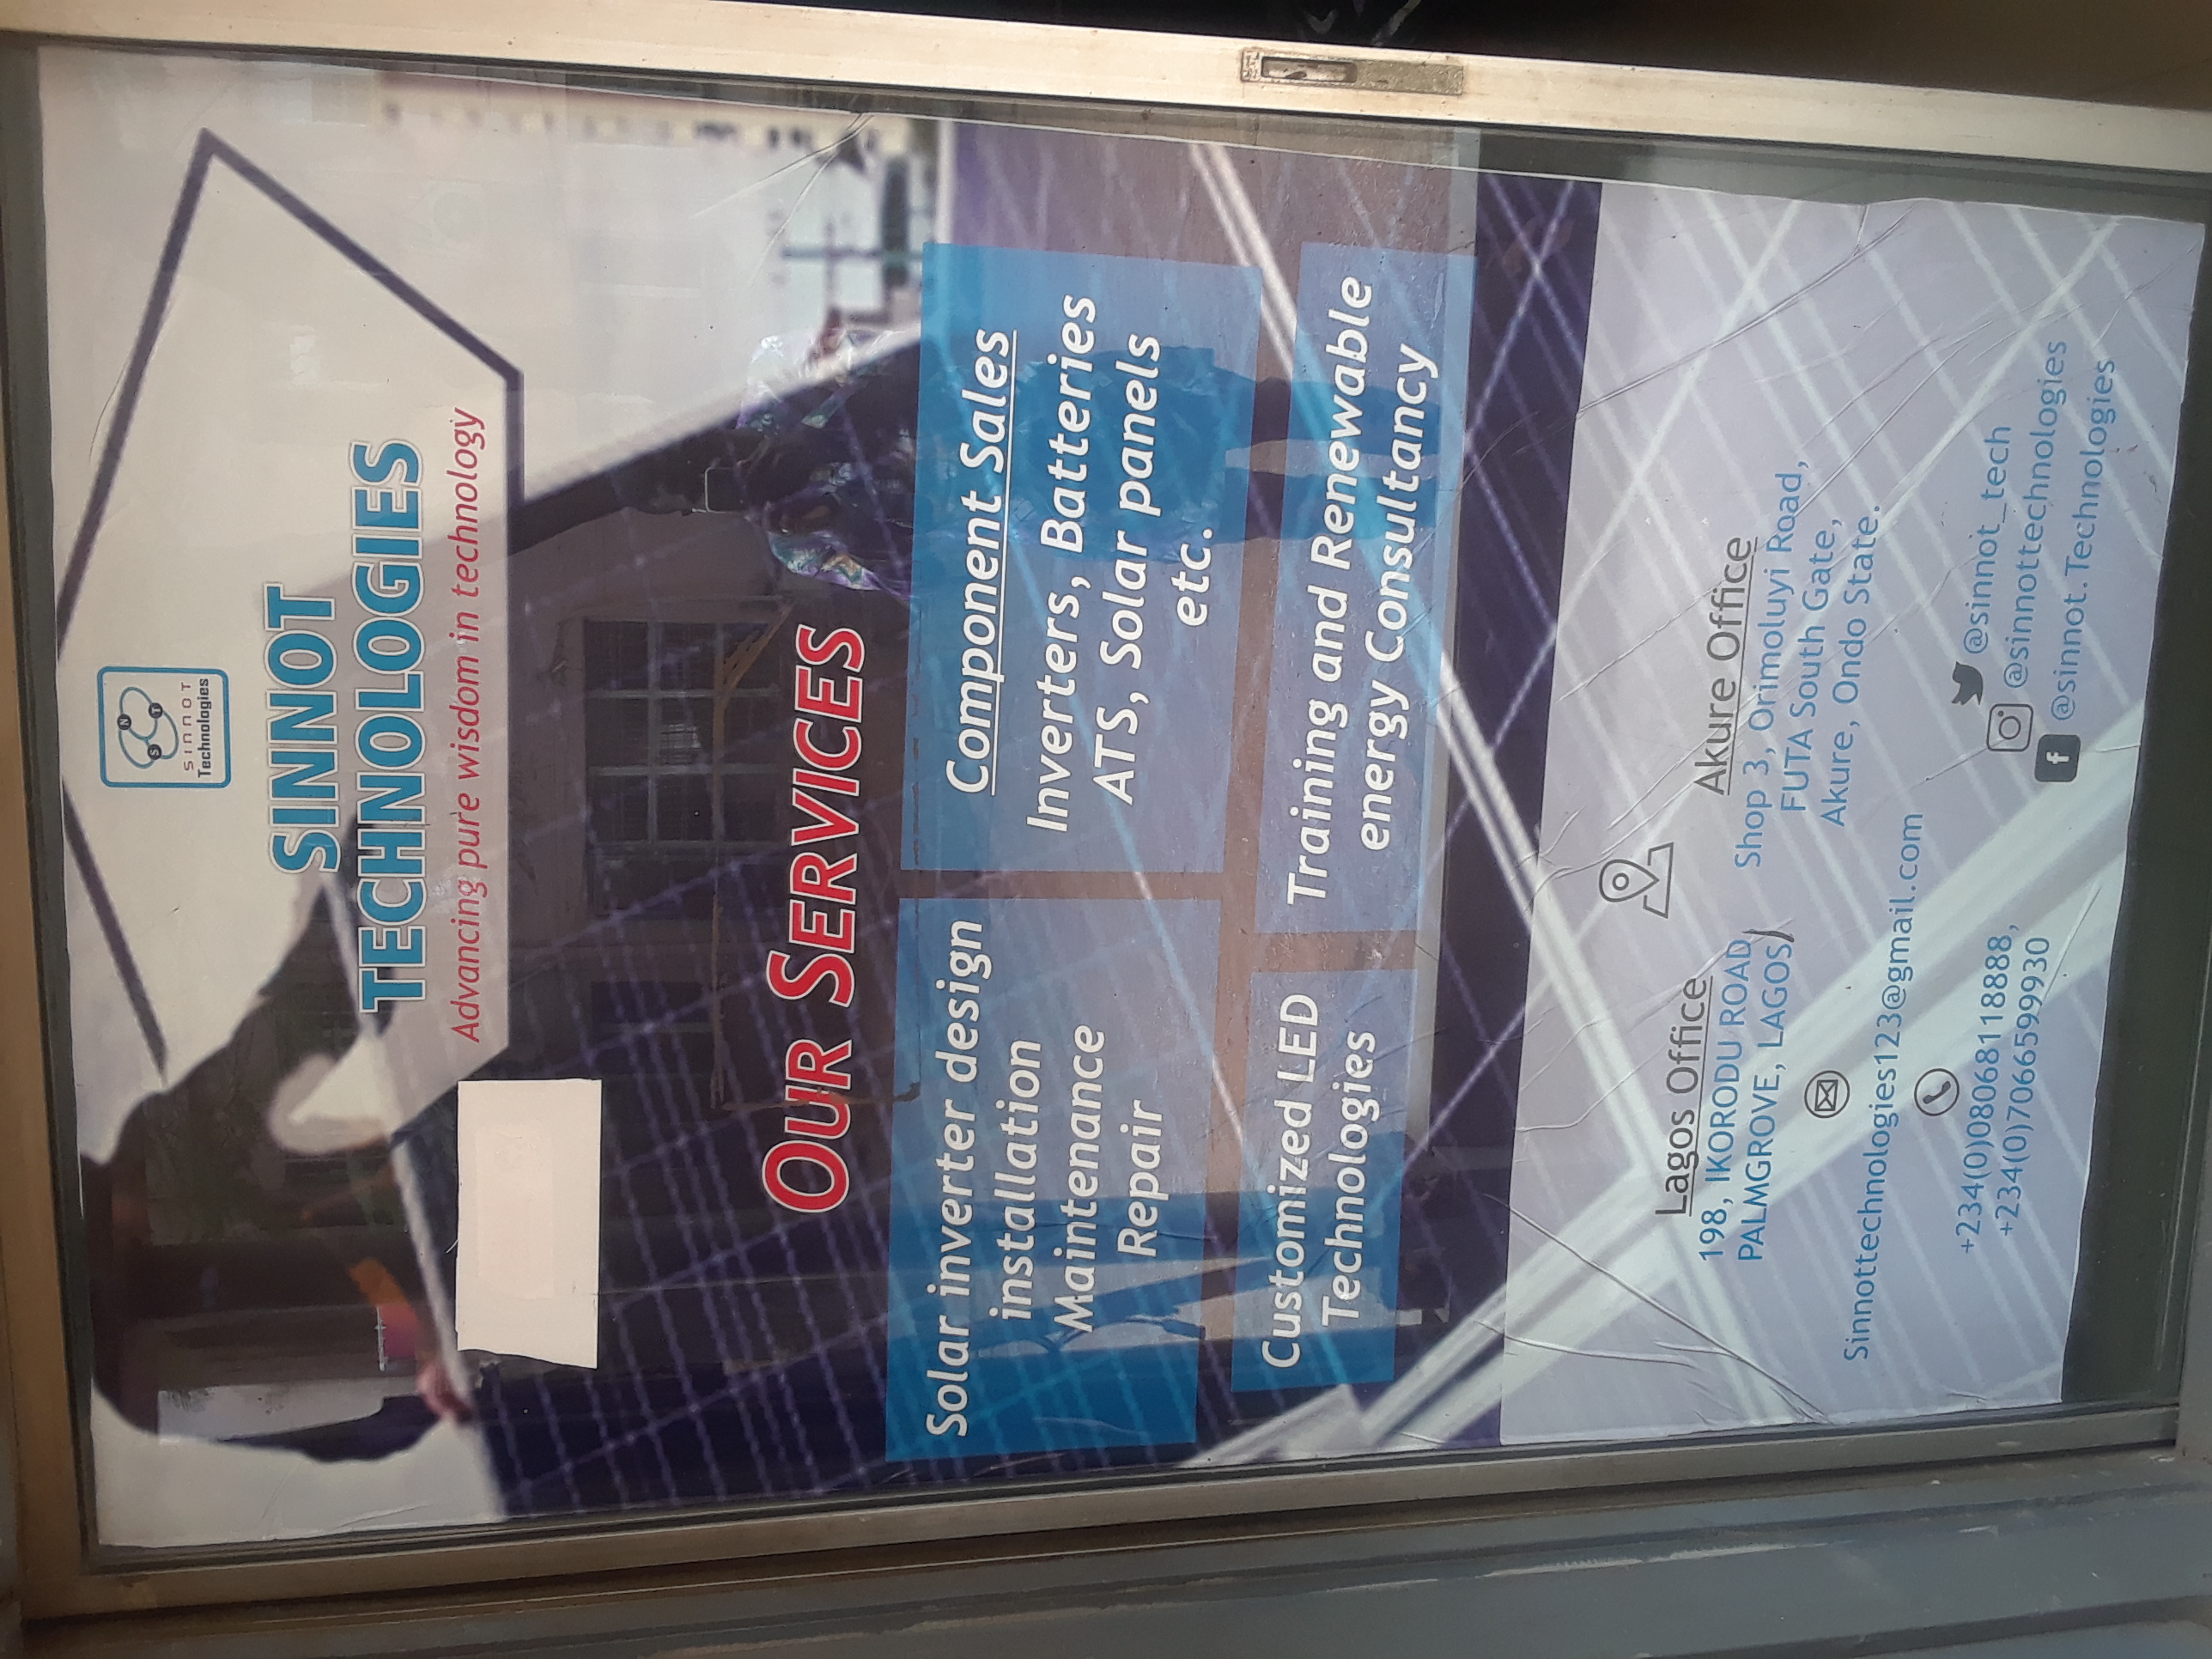 N
S T
SINNOT
Technologies
SINNOT
TECHNOLOGIES
Advancing pure wisdom in technology
OUR SERVICES
Solar inverter design
installation
Maintenance
Repair
Component Sales
Inverters, Batteries
ATS, Solar panels
etc.
Customized LED
Technologies
Training and Renewable
energy Consultancy
Lagos Office
198, IKORODU ROAD,
PALMGROVE, LAGOS
Sinnottechnologies123@gmail.com
+234(0)08068118888,
+234(0)7066599930
Akure Office
Shop 3, Orimoluyi Road,
FUTA South Gate,
Akure, Ondo State.
@sinnot_tech
@sinnottechnologies
f @sinnot.Technologies